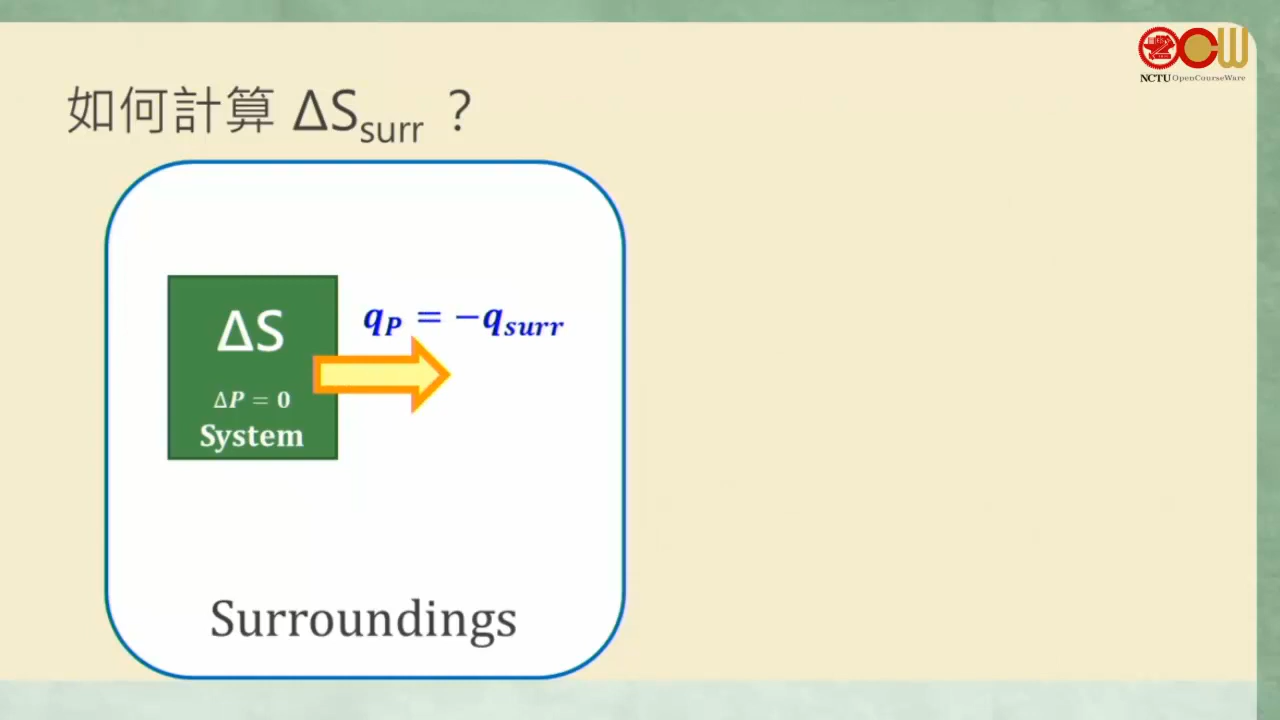 NCTU OpenCourseWare
如何計算 ΔS_surr ？
ΔS
q_P = −q_surr
ΔP = 0
System
Surroundings